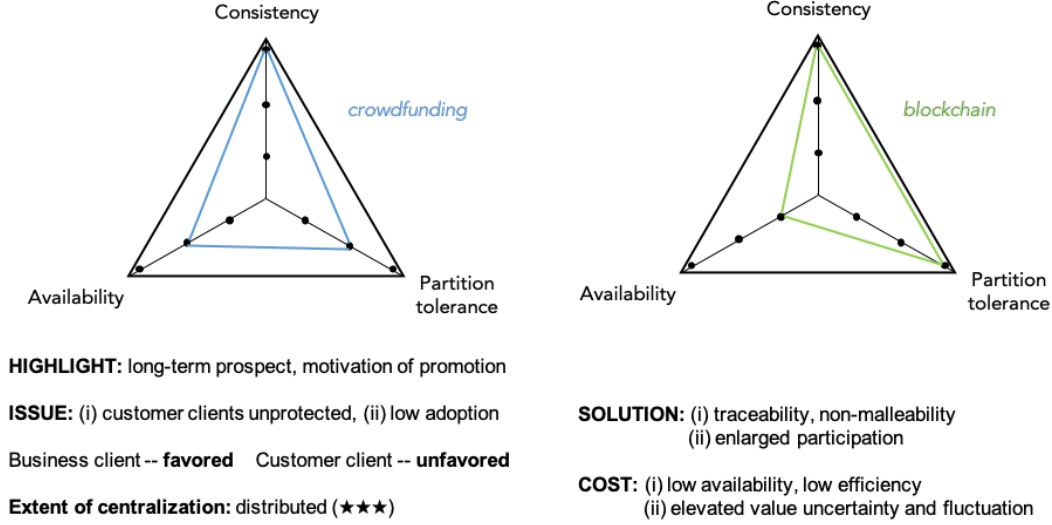 Consistency
crowdfunding
Availability
Partition
tolerance
HIGHLIGHT: long-term prospect, motivation of promotion
ISSUE: (i) customer clients unprotected, (ii) low adoption
Business client -- favored Customer client -- unfavored
Extent of centralization: distributed (★★★)
Consistency
blockchain
Availability
Partition
tolerance
SOLUTION: (i) traceability, non-malleability
(ii) enlarged participation
COST: (i) low availability, low efficiency
(ii) elevated value uncertainty and fluctuation